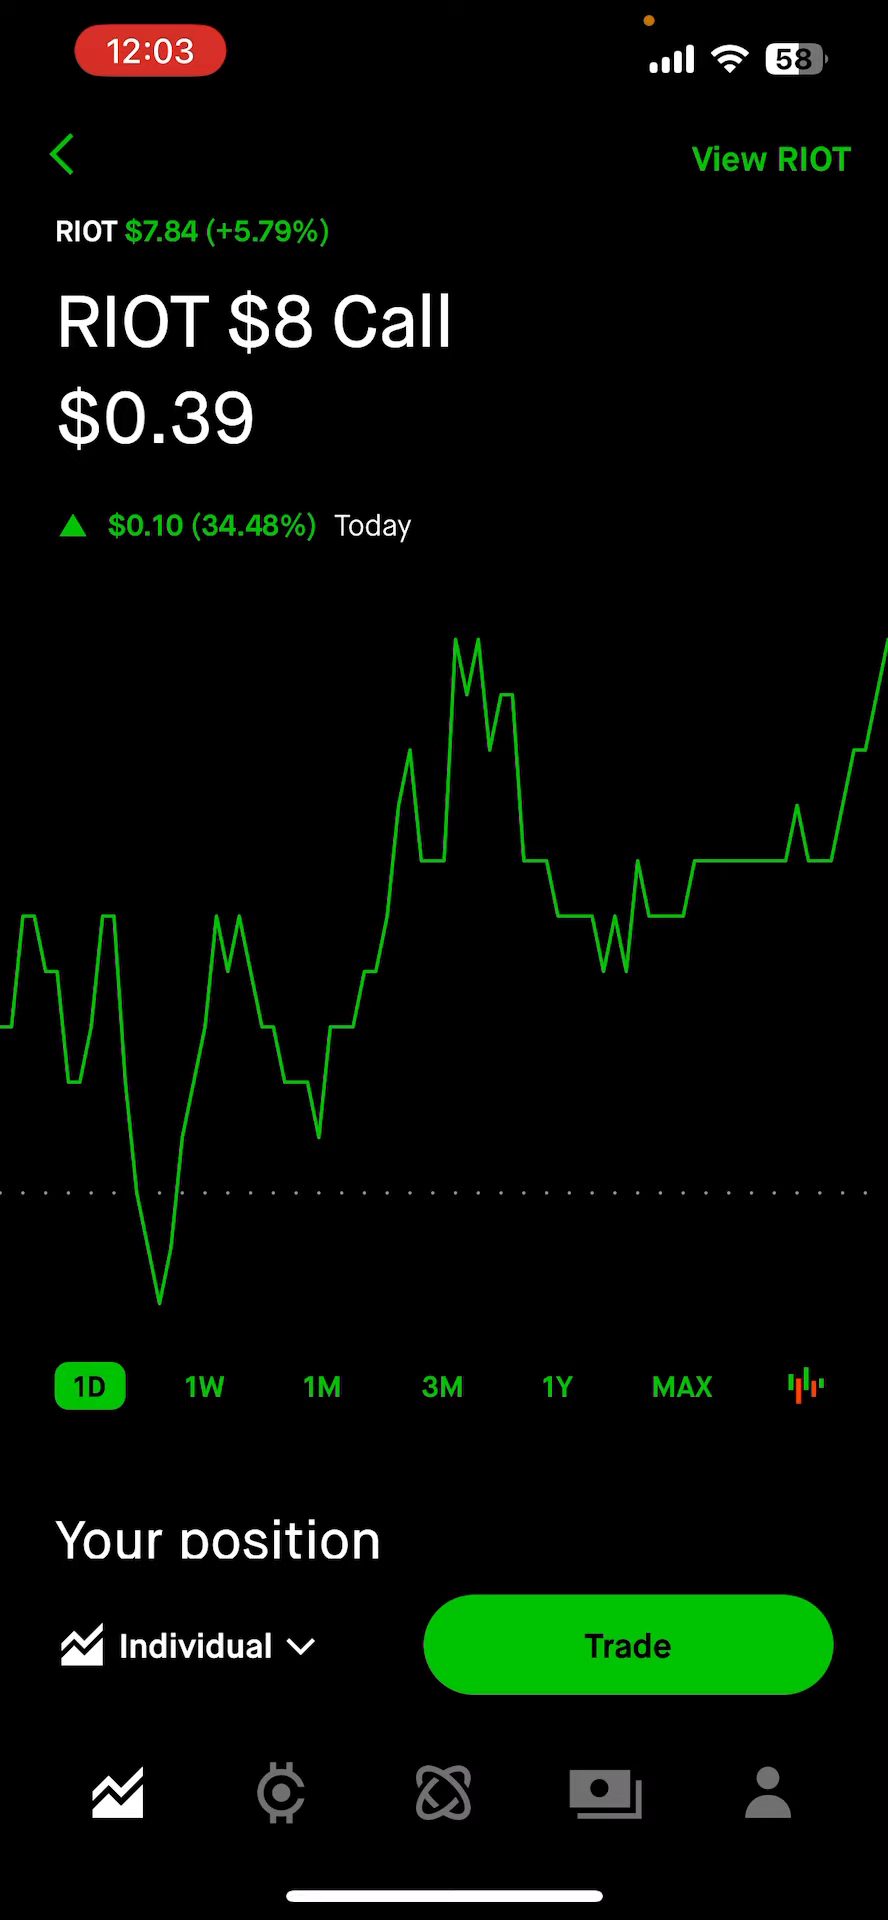 12:03
58
View RIOT
RIOT $7.84 (+5.79%)
RIOT $8 Call
$0.39
▲ $0.10 (34.48%) Today
1D 1W 1M 3M 1Y MAX
Your position
Individual
Trade